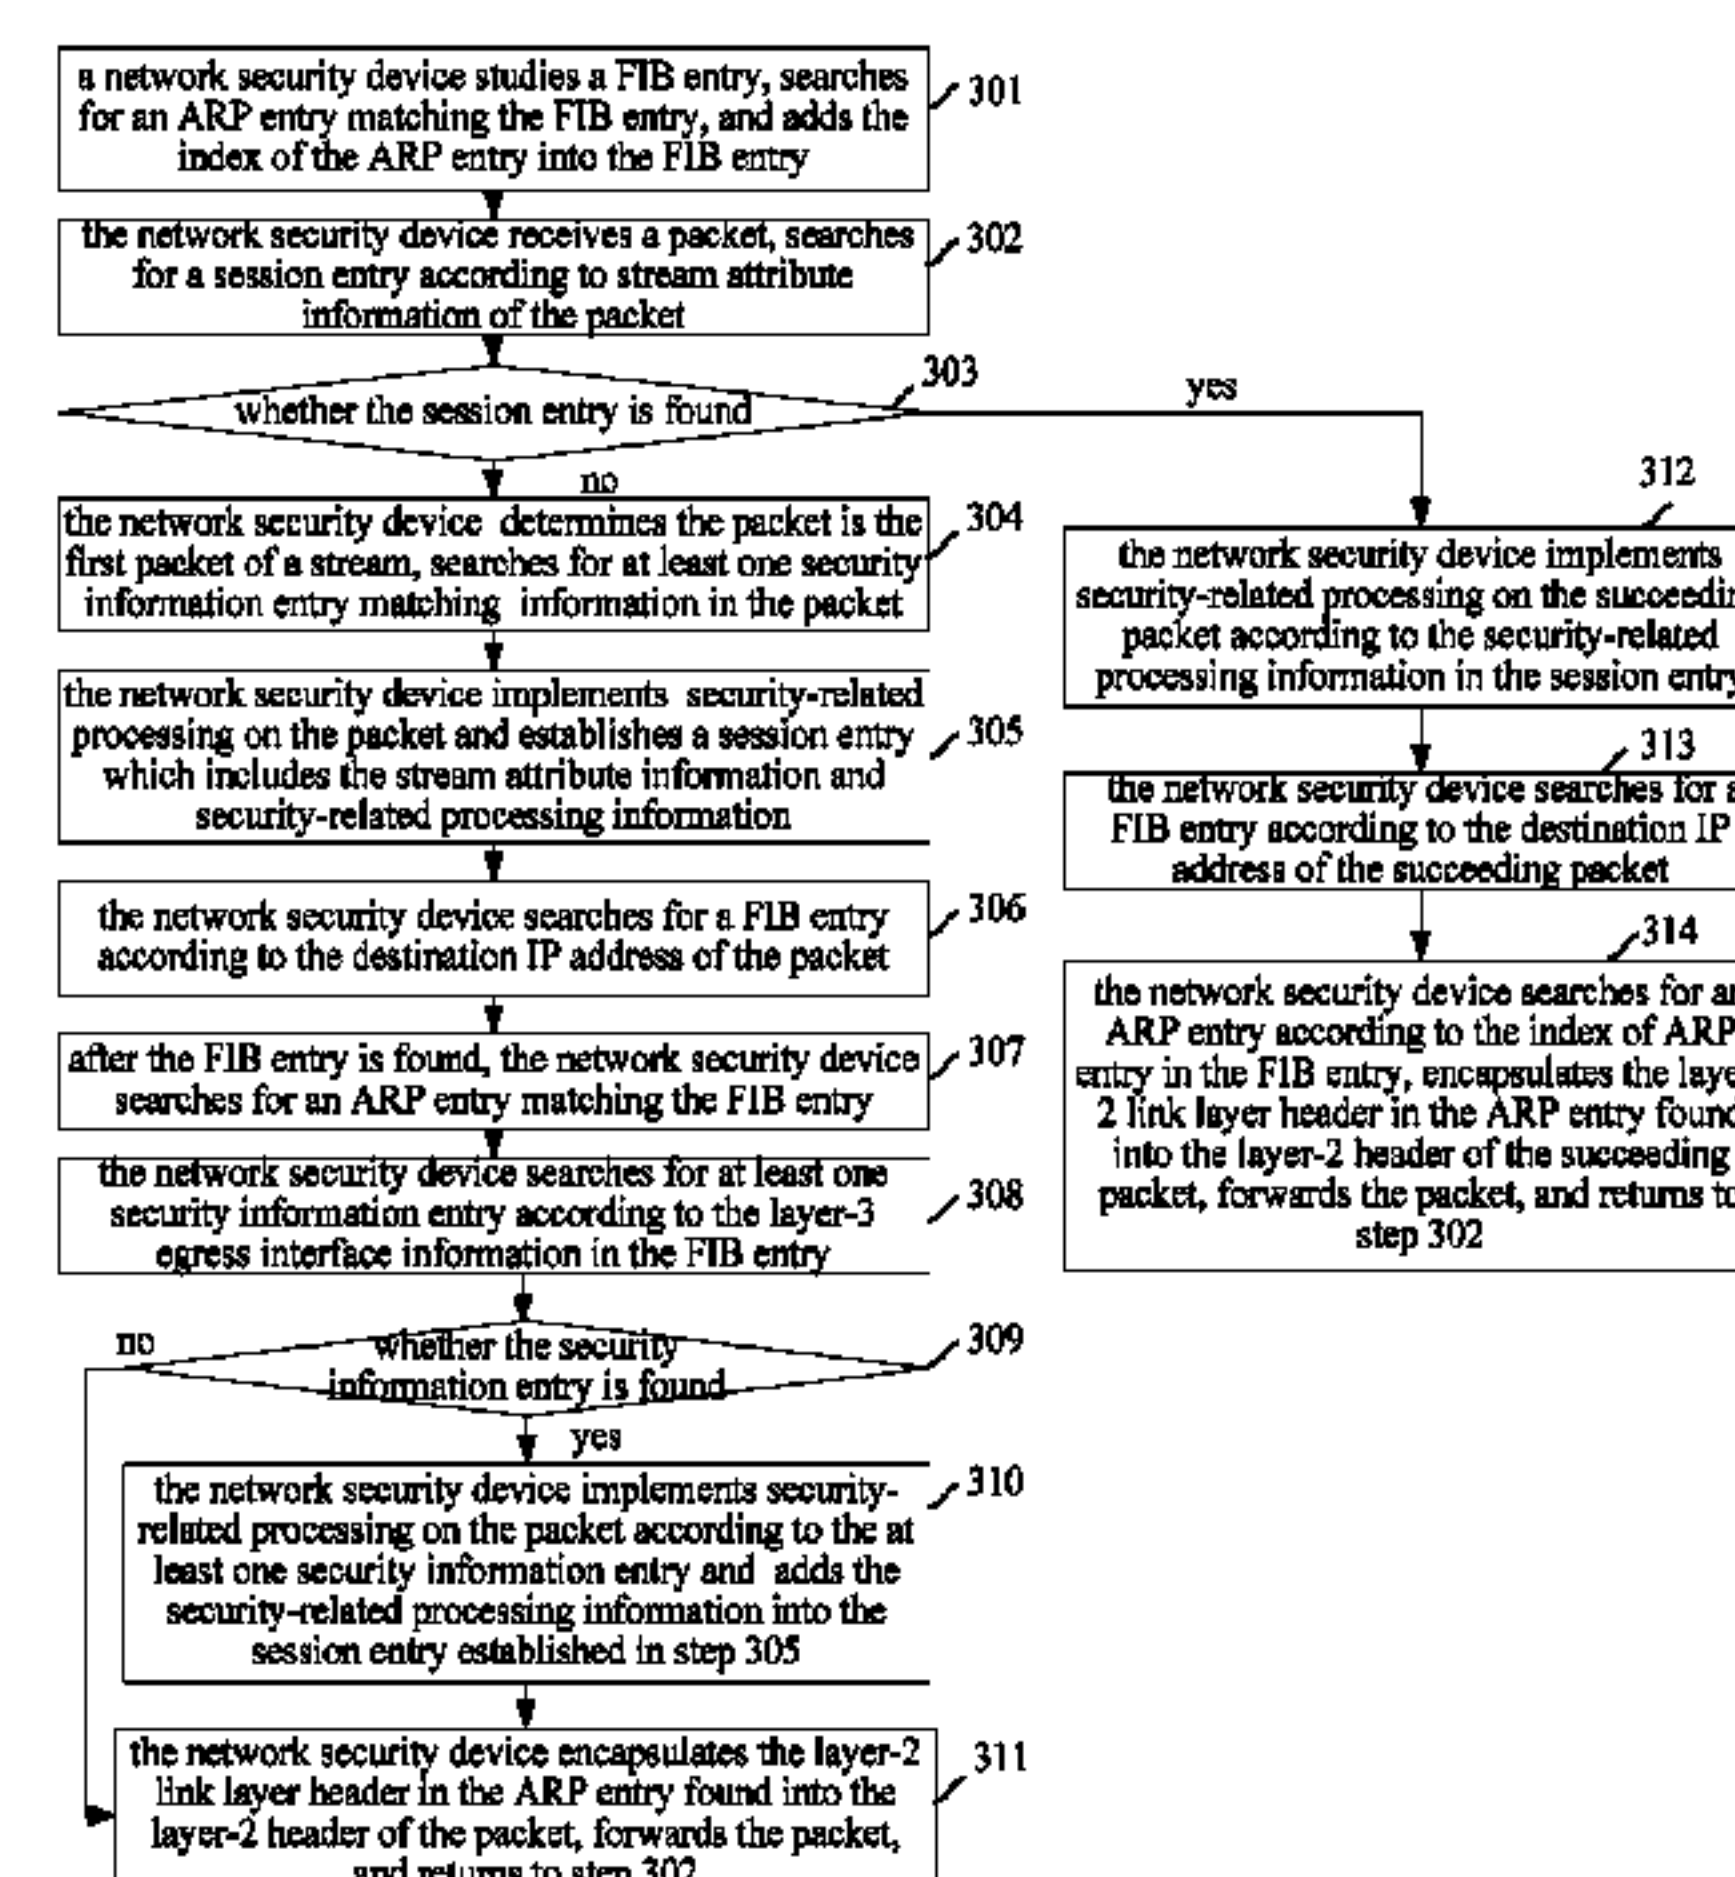 a network security device studies a FIB entry, searches
for an ARP entry matching the FIB entry, and adds the
index of the ARP entry into the FIB entry
301
the network security device receives a packet, searches
for a session entry according to stream attribute
information of the packet
302
whether the session entry is found
303
yes
no
the network security device determines the packet is the
first packet of a stream, searches for at least one security
information entry matching information in the packet
304
the network security device implements security-related
processing on the packet and establishes a session entry
which includes the stream attribute information and
security-related processing information
305
the network security device searches for a FIB entry
according to the destination IP address of the packet
306
after the FIB entry is found, the network security device
searches for an ARP entry matching the FIB entry
307
the network security device searches for at least one
security information entry according to the layer-3
egress interface information in the FIB entry
308
no
whether the security
information entry is found
309
yes
the network security device implements security-
related processing on the packet according to the at
least one security information entry and adds the
security-related processing information into the
session entry established in step 305
310
the network security device encapsulates the layer-2
link layer header in the ARP entry found into the
layer-2 header of the packet, forwards the packet,
and returns to step 302
311
312
the network security device implements
security-related processing on the
packet according to the security-related
processing information in the session
313
the network security device searches for
FIB entry according to the destination IP
address of the succeeding packet
314
the network security device searches for
ARP entry according to the index of ARP
entry in the FIB entry, encapsulates the
2 link layer header in the ARP entry found
into the layer-2 header of the succeeding
packet, forwards the packet, and returns to
step 302